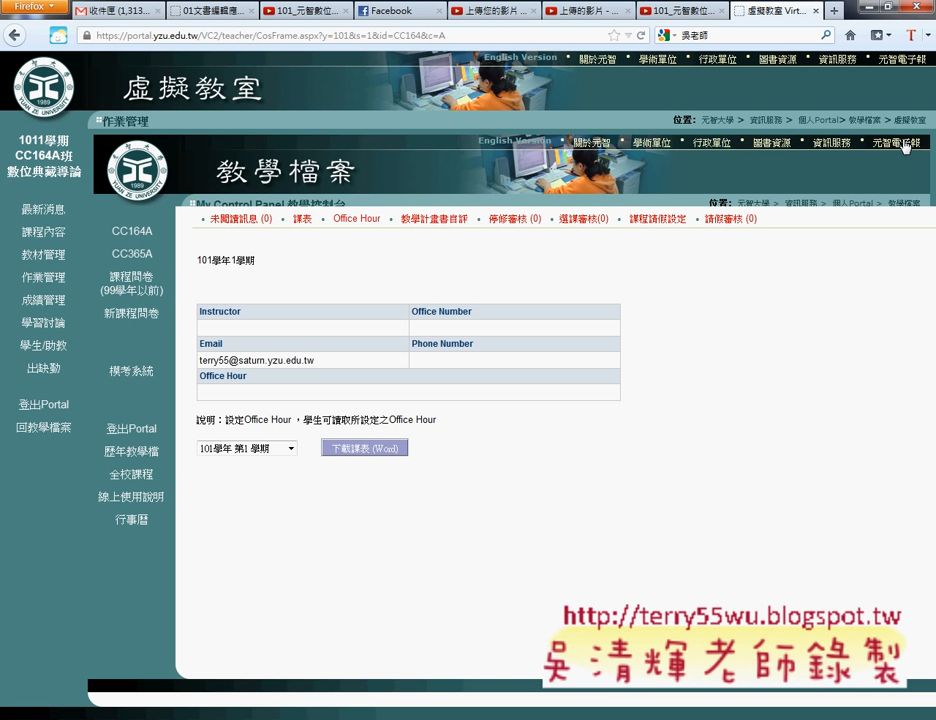 Firefox
收件匣 (1,313...
01文書編輯應...
101_元智數位...
Facebook
上傳您的影片 ...
上傳的影片 - ...
101_元智數位...
虛擬教室 Virt...
https://portal.yzu.edu.tw/VC2/teacher/CosFrame.aspx?y=101&s=1&id=CC164&c=A
吳老師
English Version
關於元智
學術單位
行政單位
圖書資源
資訊服務
元智電子報
虛擬教室
1989
作業管理
位置: 元智大學 > 資訊服務 > 個人Portal> 教學檔案 > 虛擬教室
1011學期
CC164A班
數位典藏導論
最新消息
課程內容
教材管理
作業管理
成績管理
學習討論
學生/助教
出缺勤
登出Portal
回教學檔案
English Version
關於元智
學術單位
行政單位
圖書資源
資訊服務
元智電子報
教學檔案
1989
My Control Panel 教學控制台
位置: 元智大學 > 資訊服務 > 個人Portal > 教學檔案
未閱讀訊息 (0)
課表
Office Hour
教學計畫書自評
停修審核 (0)
選課審核(0)
課程請假設定
請假審核 (0)
CC164A
CC365A
課程問卷
(99學年以前)
新課程問卷
模考系統
登出Portal
歷年教學檔
全校課程
線上使用說明
行事曆
101學年1學期
Instructor
Office Number
Email
Phone Number
terry55@saturn.yzu.edu.tw
Office Hour
說明：設定Office Hour ，學生可讀取所設定之Office Hour
101學年 第1 學期
下載課表 (Word)
http://terry55wu.blogspot.tw
吳清輝老師錄製